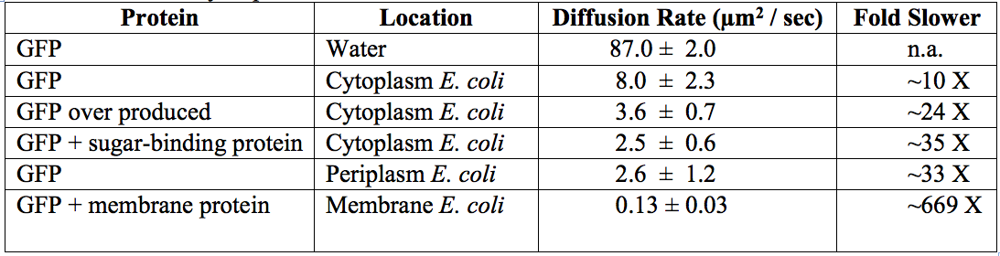 Protein Location Diffusion Rate (µm² / sec) Fold Slower
GFP Water 87.0 ± 2.0 n.a.
GFP Cytoplasm E. coli 8.0 ± 2.3 ~10 X
GFP over produced Cytoplasm E. coli 3.6 ± 0.7 ~24 X
GFP + sugar-binding protein Cytoplasm E. coli 2.5 ± 0.6 ~35 X
GFP Periplasm E. coli 2.6 ± 1.2 ~33 X
GFP + membrane protein Membrane E. coli 0.13 ± 0.03 ~669 X